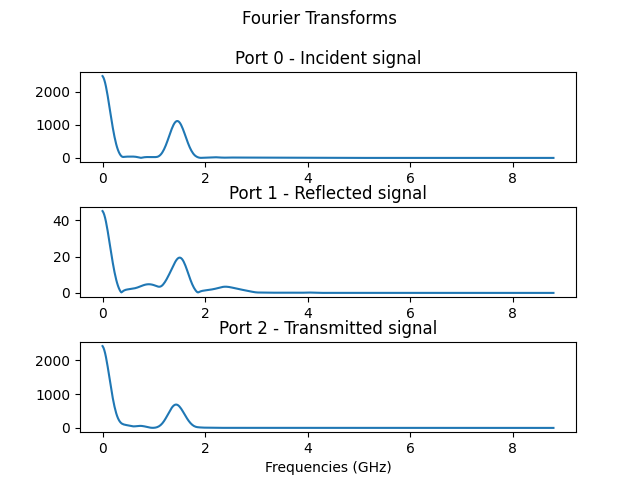 Fourier Transforms
Port 0 - Incident signal
2000
1000
0
0 2 4 6 8
Port 1 - Reflected signal
40
20
0
0 2 4 6 8
Port 2 - Transmitted signal
2000
1000
0
0 2 4 6 8
Frequencies (GHz)